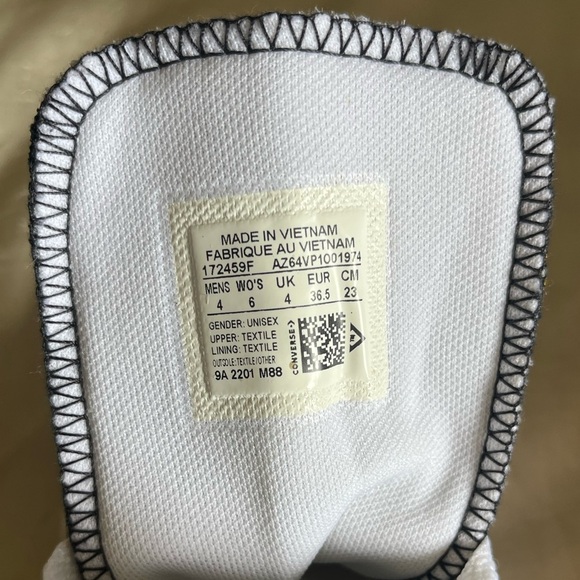 MADE IN VIETNAM
FABRIQUE AU VIETNAM
172459F AZ64VP1001974
MENS WO'S UK EUR CM
4 6 4 36.5 23
GENDER: UNISEX
UPPER: TEXTILE
LINING: TEXTILE
OUTSOLE:TEXTILE/OTHER
9A 2201 M88
CONVERSE